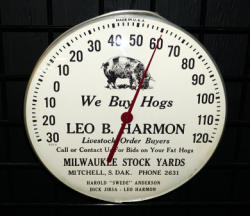 MADE IN U.S.A.
30 20 10 0 10 20 30 40 50 60 70 80 90 100 110 120
We Buy Hogs
LEO B. HARMON
Livestock Order Buyers
Call or Contact Us for Bids on Your Fat Hogs
MILWAUKEE STOCK YARDS
MITCHELL, S. DAK. PHONE 2631
HAROLD "SWEDE" ANDERSON
DICK JIRSA - LEO HARMON